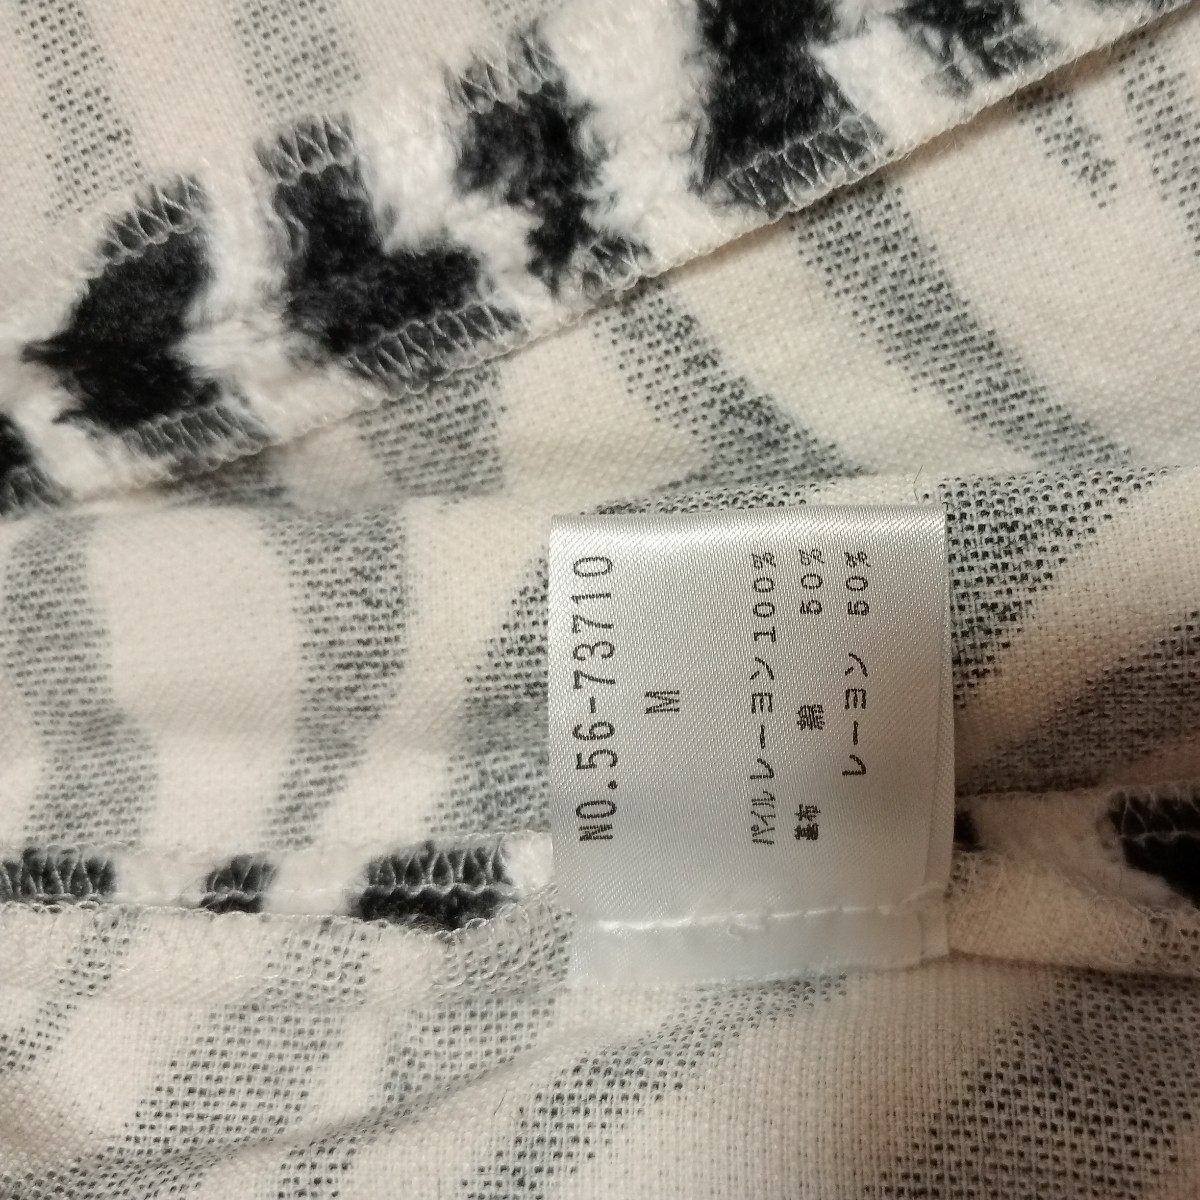 NO.56-73710
M
パイルレーヨン100%
基布 綿 50%
レーヨン 50%